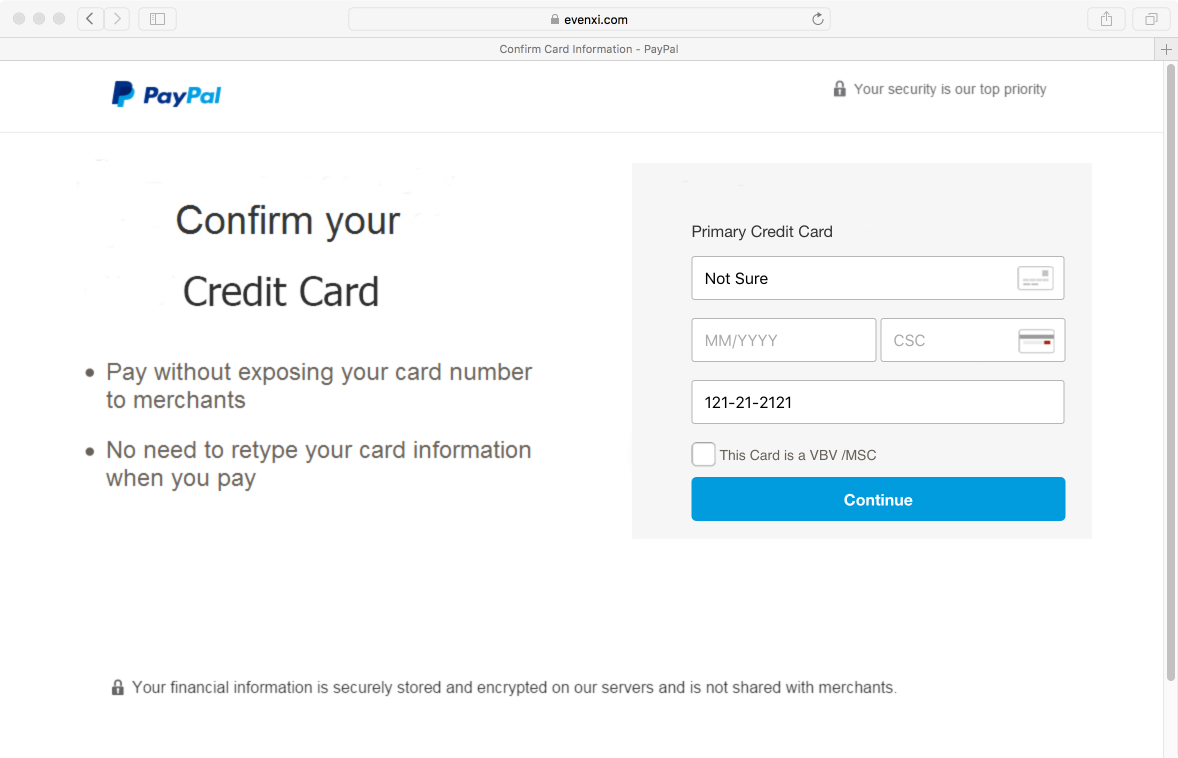 evenxi.com
Confirm Card Information - PayPal
PayPal
Your security is our top priority
Confirm your
Credit Card
Pay without exposing your card number
to merchants
No need to retype your card information
when you pay
Primary Credit Card
Not Sure
MM/YYYY
CSC
121-21-2121
This Card is a VBV /MSC
Continue
Your financial information is securely stored and encrypted on our servers and is not shared with merchants.